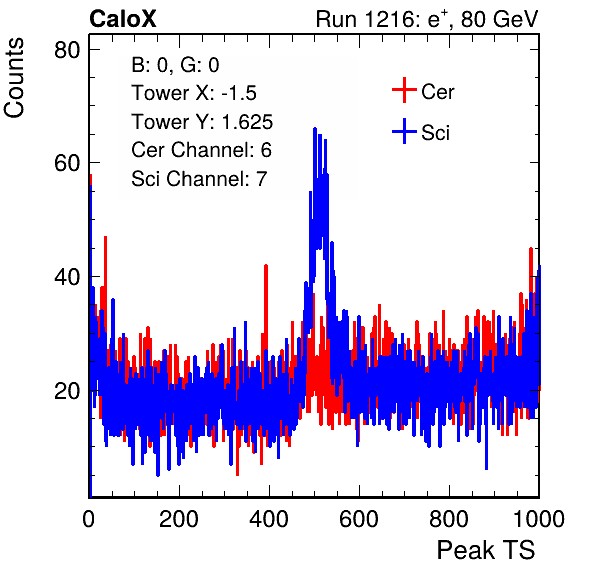 CaloX Run 1216: e+, 80 GeV
Counts
80
60
40
20
B: 0, G: 0
Tower X: -1.5
Tower Y: 1.625
Cer Channel: 6
Sci Channel: 7
Cer
Sci
0 200 400 600 800 1000
Peak TS